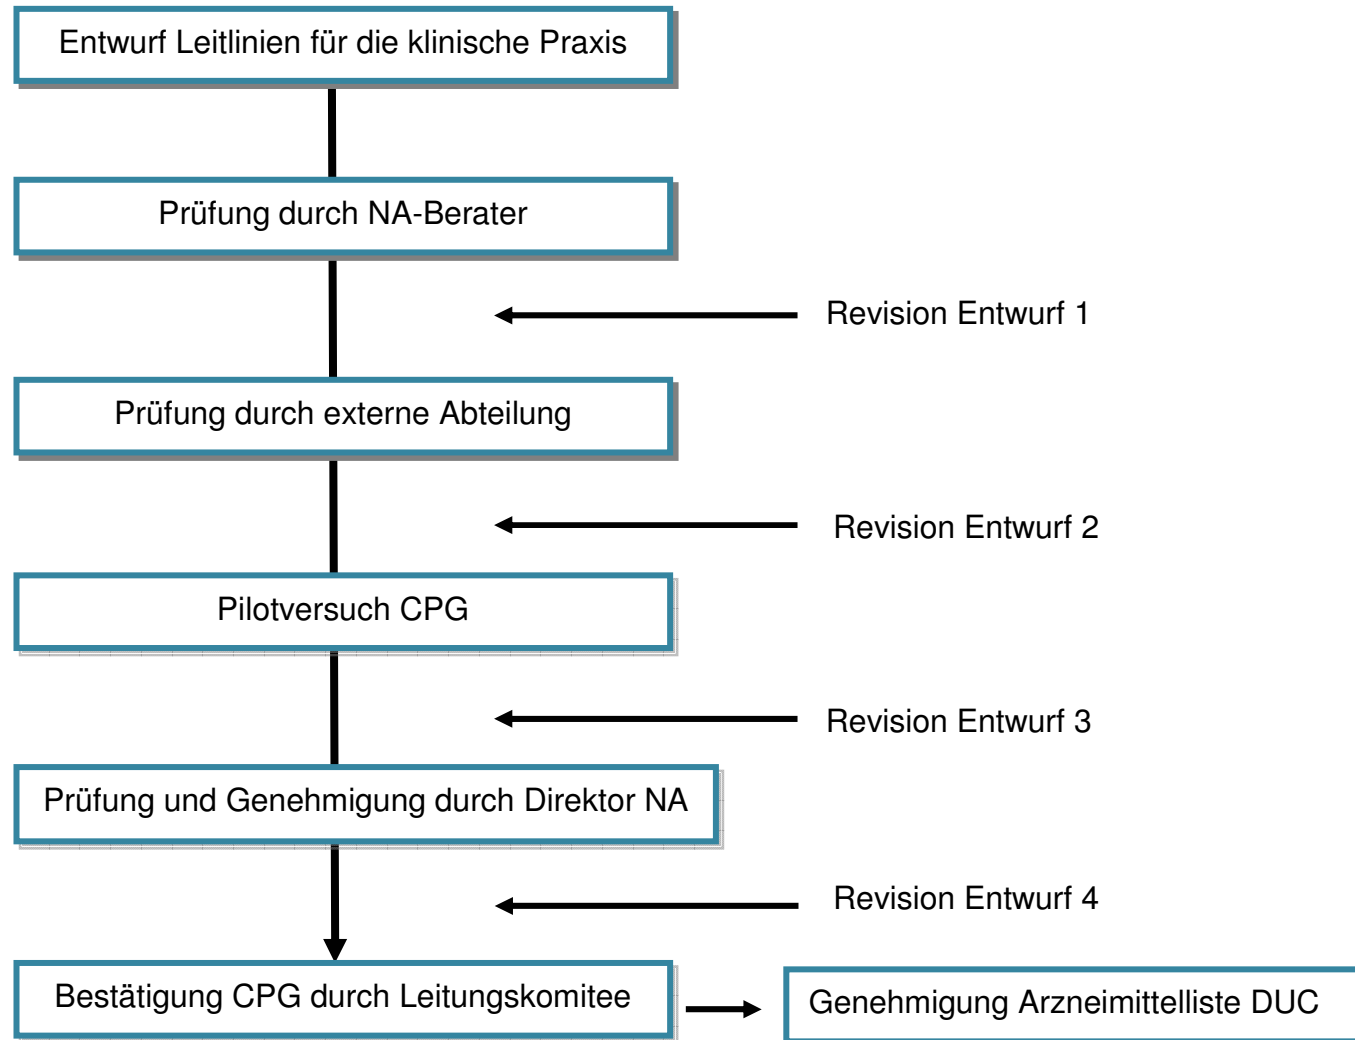 Entwurf Leitlinien für die klinische Praxis
Prüfung durch NA-Berater
Revision Entwurf 1
Prüfung durch externe Abteilung
Revision Entwurf 2
Pilotversuch CPG
Revision Entwurf 3
Prüfung und Genehmigung durch Direktor NA
Revision Entwurf 4
Bestätigung CPG durch Leitungskomitee
Genehmigung Arzneimittelliste DUC